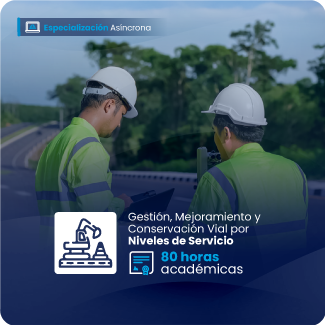 Especialización Asíncrona
Gestión, Mejoramiento y
Conservación Vial por
Niveles de Servicio
80 horas
académicas